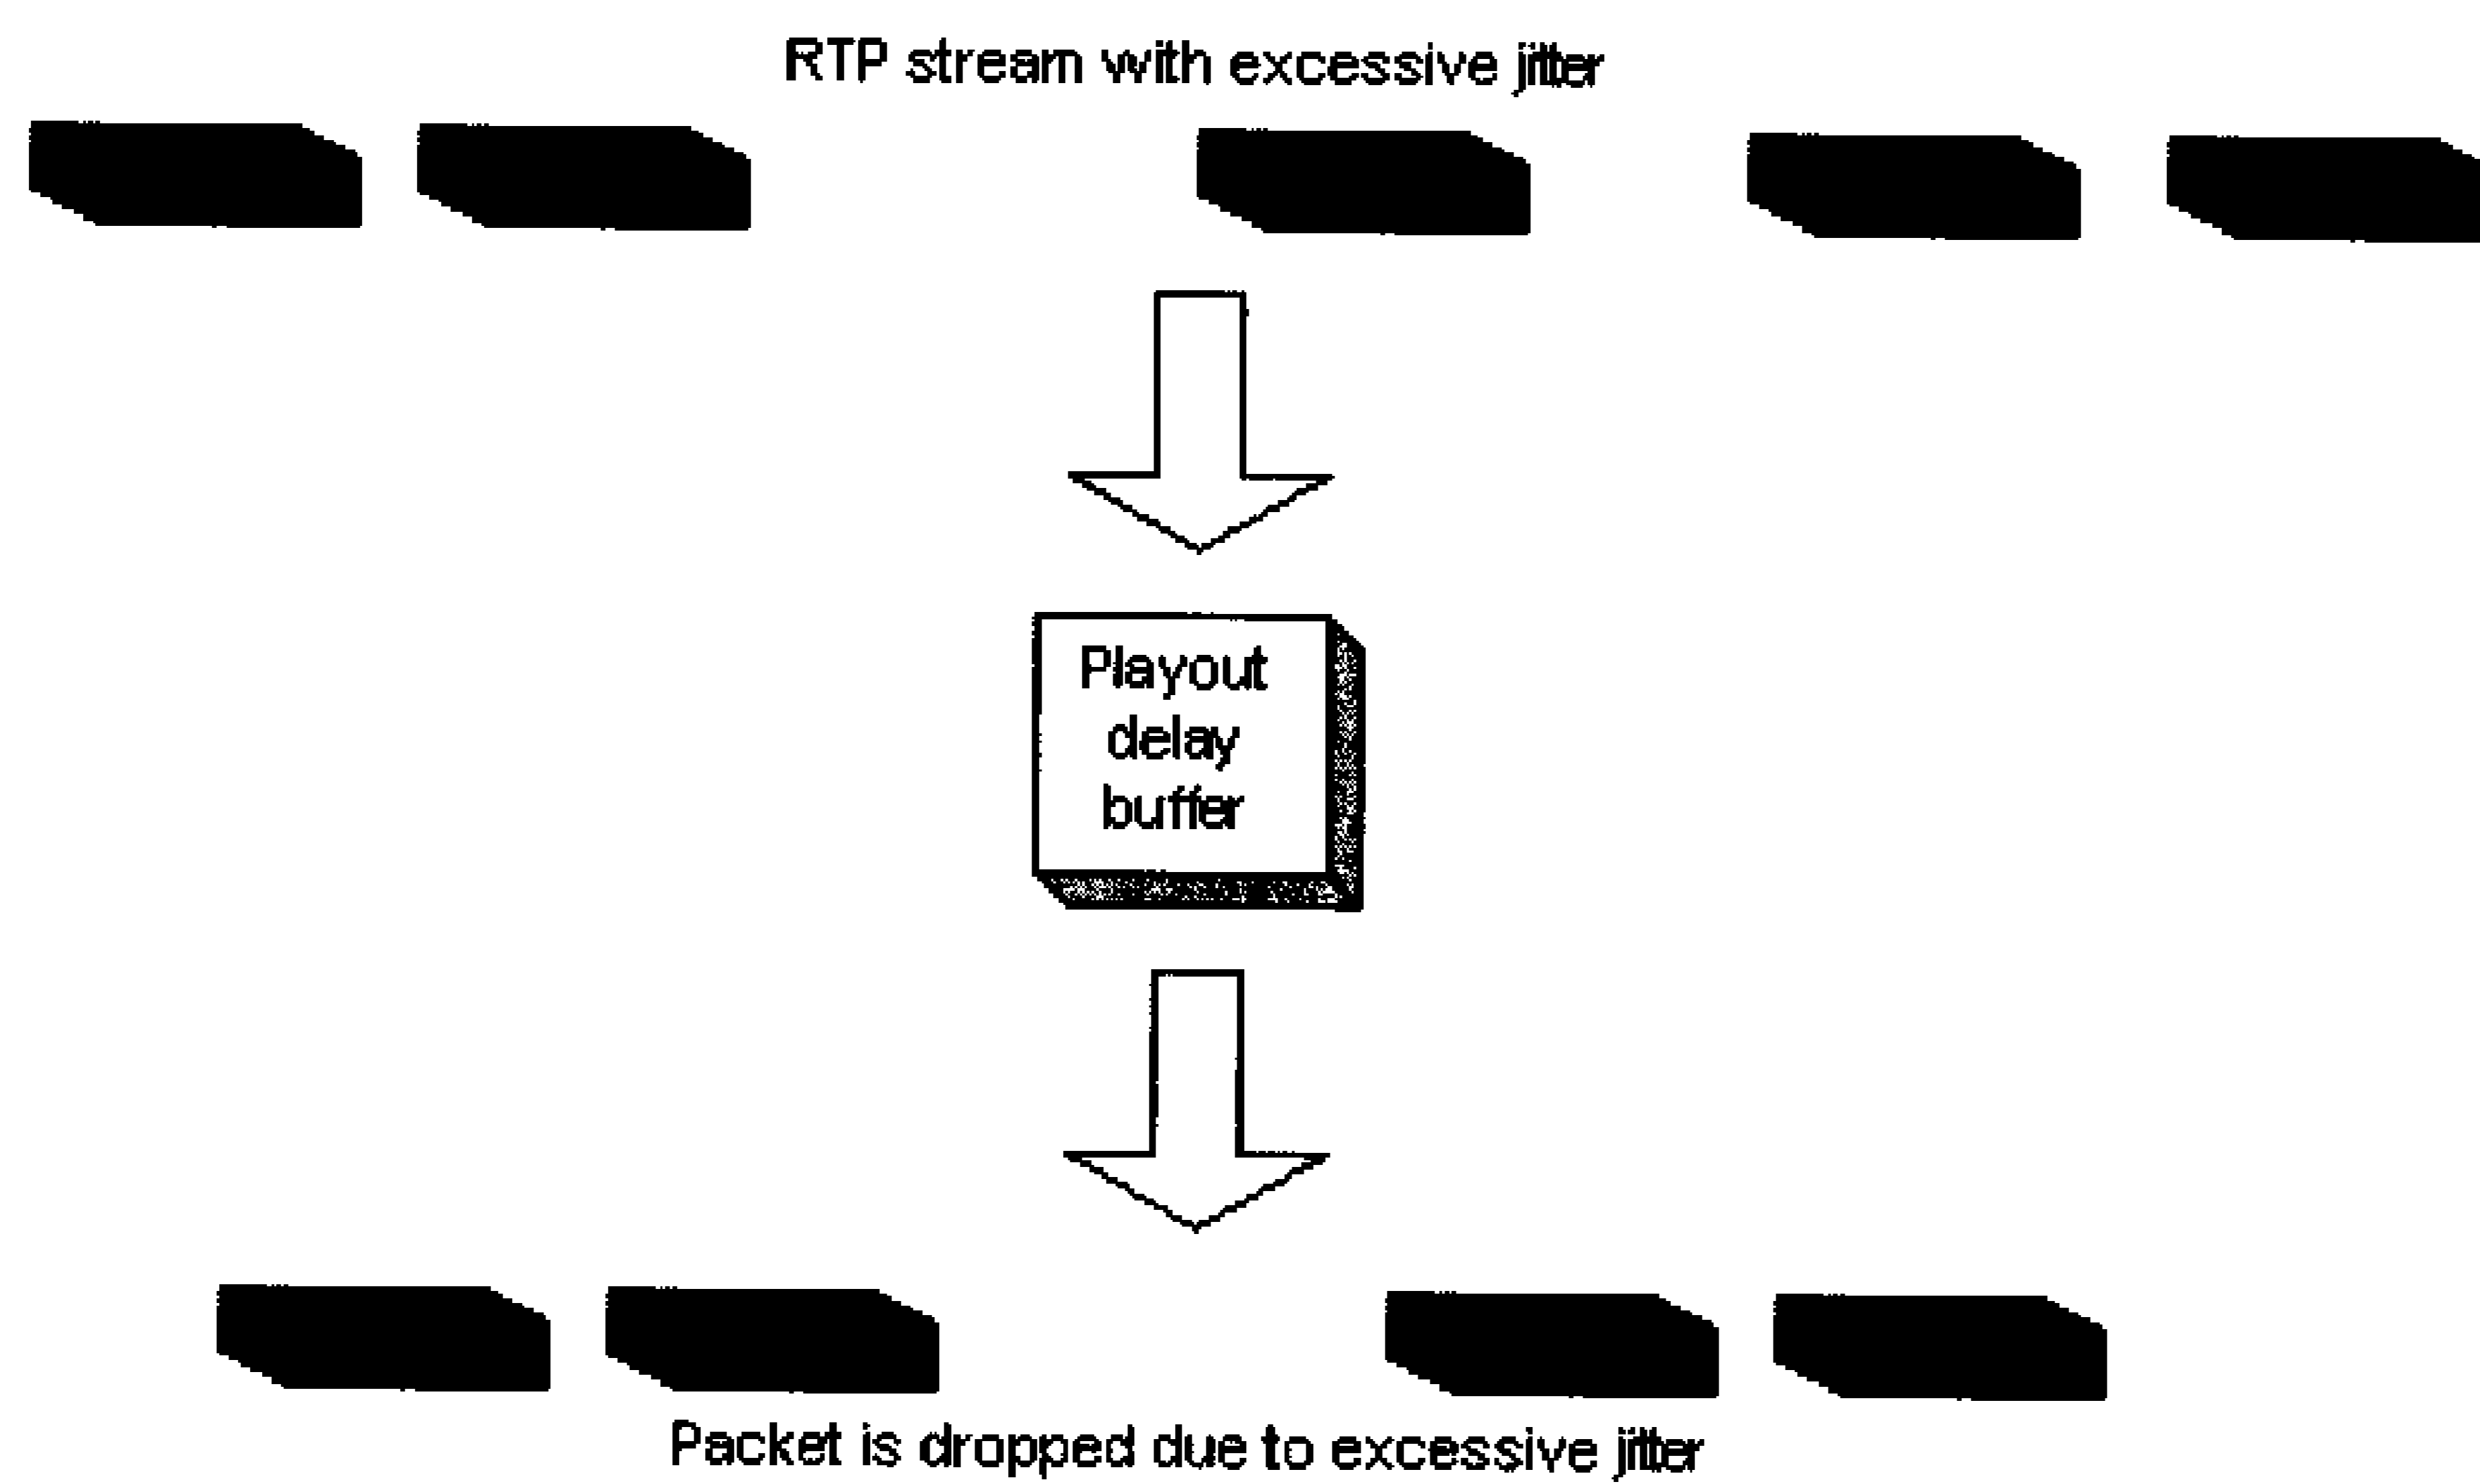 RTP stream with excessive jitter
Playout
delay
buffer
Packet is dropped due to excessive jitter